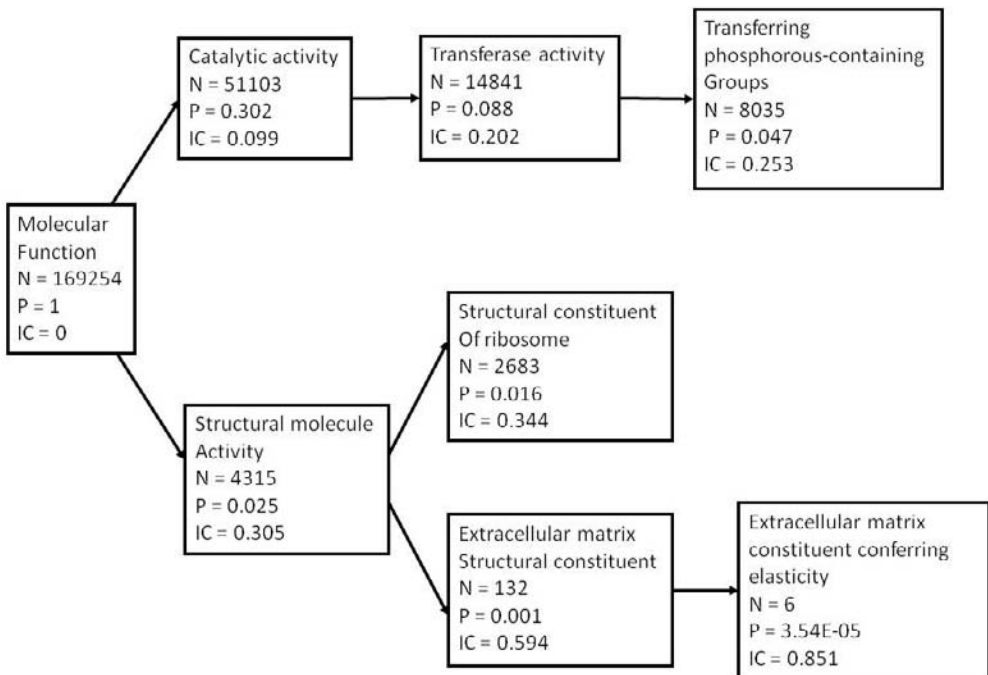 Catalytic activity
N = 51103
P = 0.302
IC = 0.099
Transferase activity
N = 14841
P = 0.088
IC = 0.202
Transferring
phosphorous-containing
Groups
N = 8035
P = 0.047
IC = 0.253
Molecular
Function
N = 169254
P = 1
IC = 0
Structural constituent
Of ribosome
N = 2683
P = 0.016
IC = 0.344
Structural molecule
Activity
N = 4315
P = 0.025
IC = 0.305
Extracellular matrix
Structural constituent
N = 132
P = 0.001
IC = 0.594
Extracellular matrix
constituent conferring
elasticity
N = 6
P = 3.54E-05
IC = 0.851